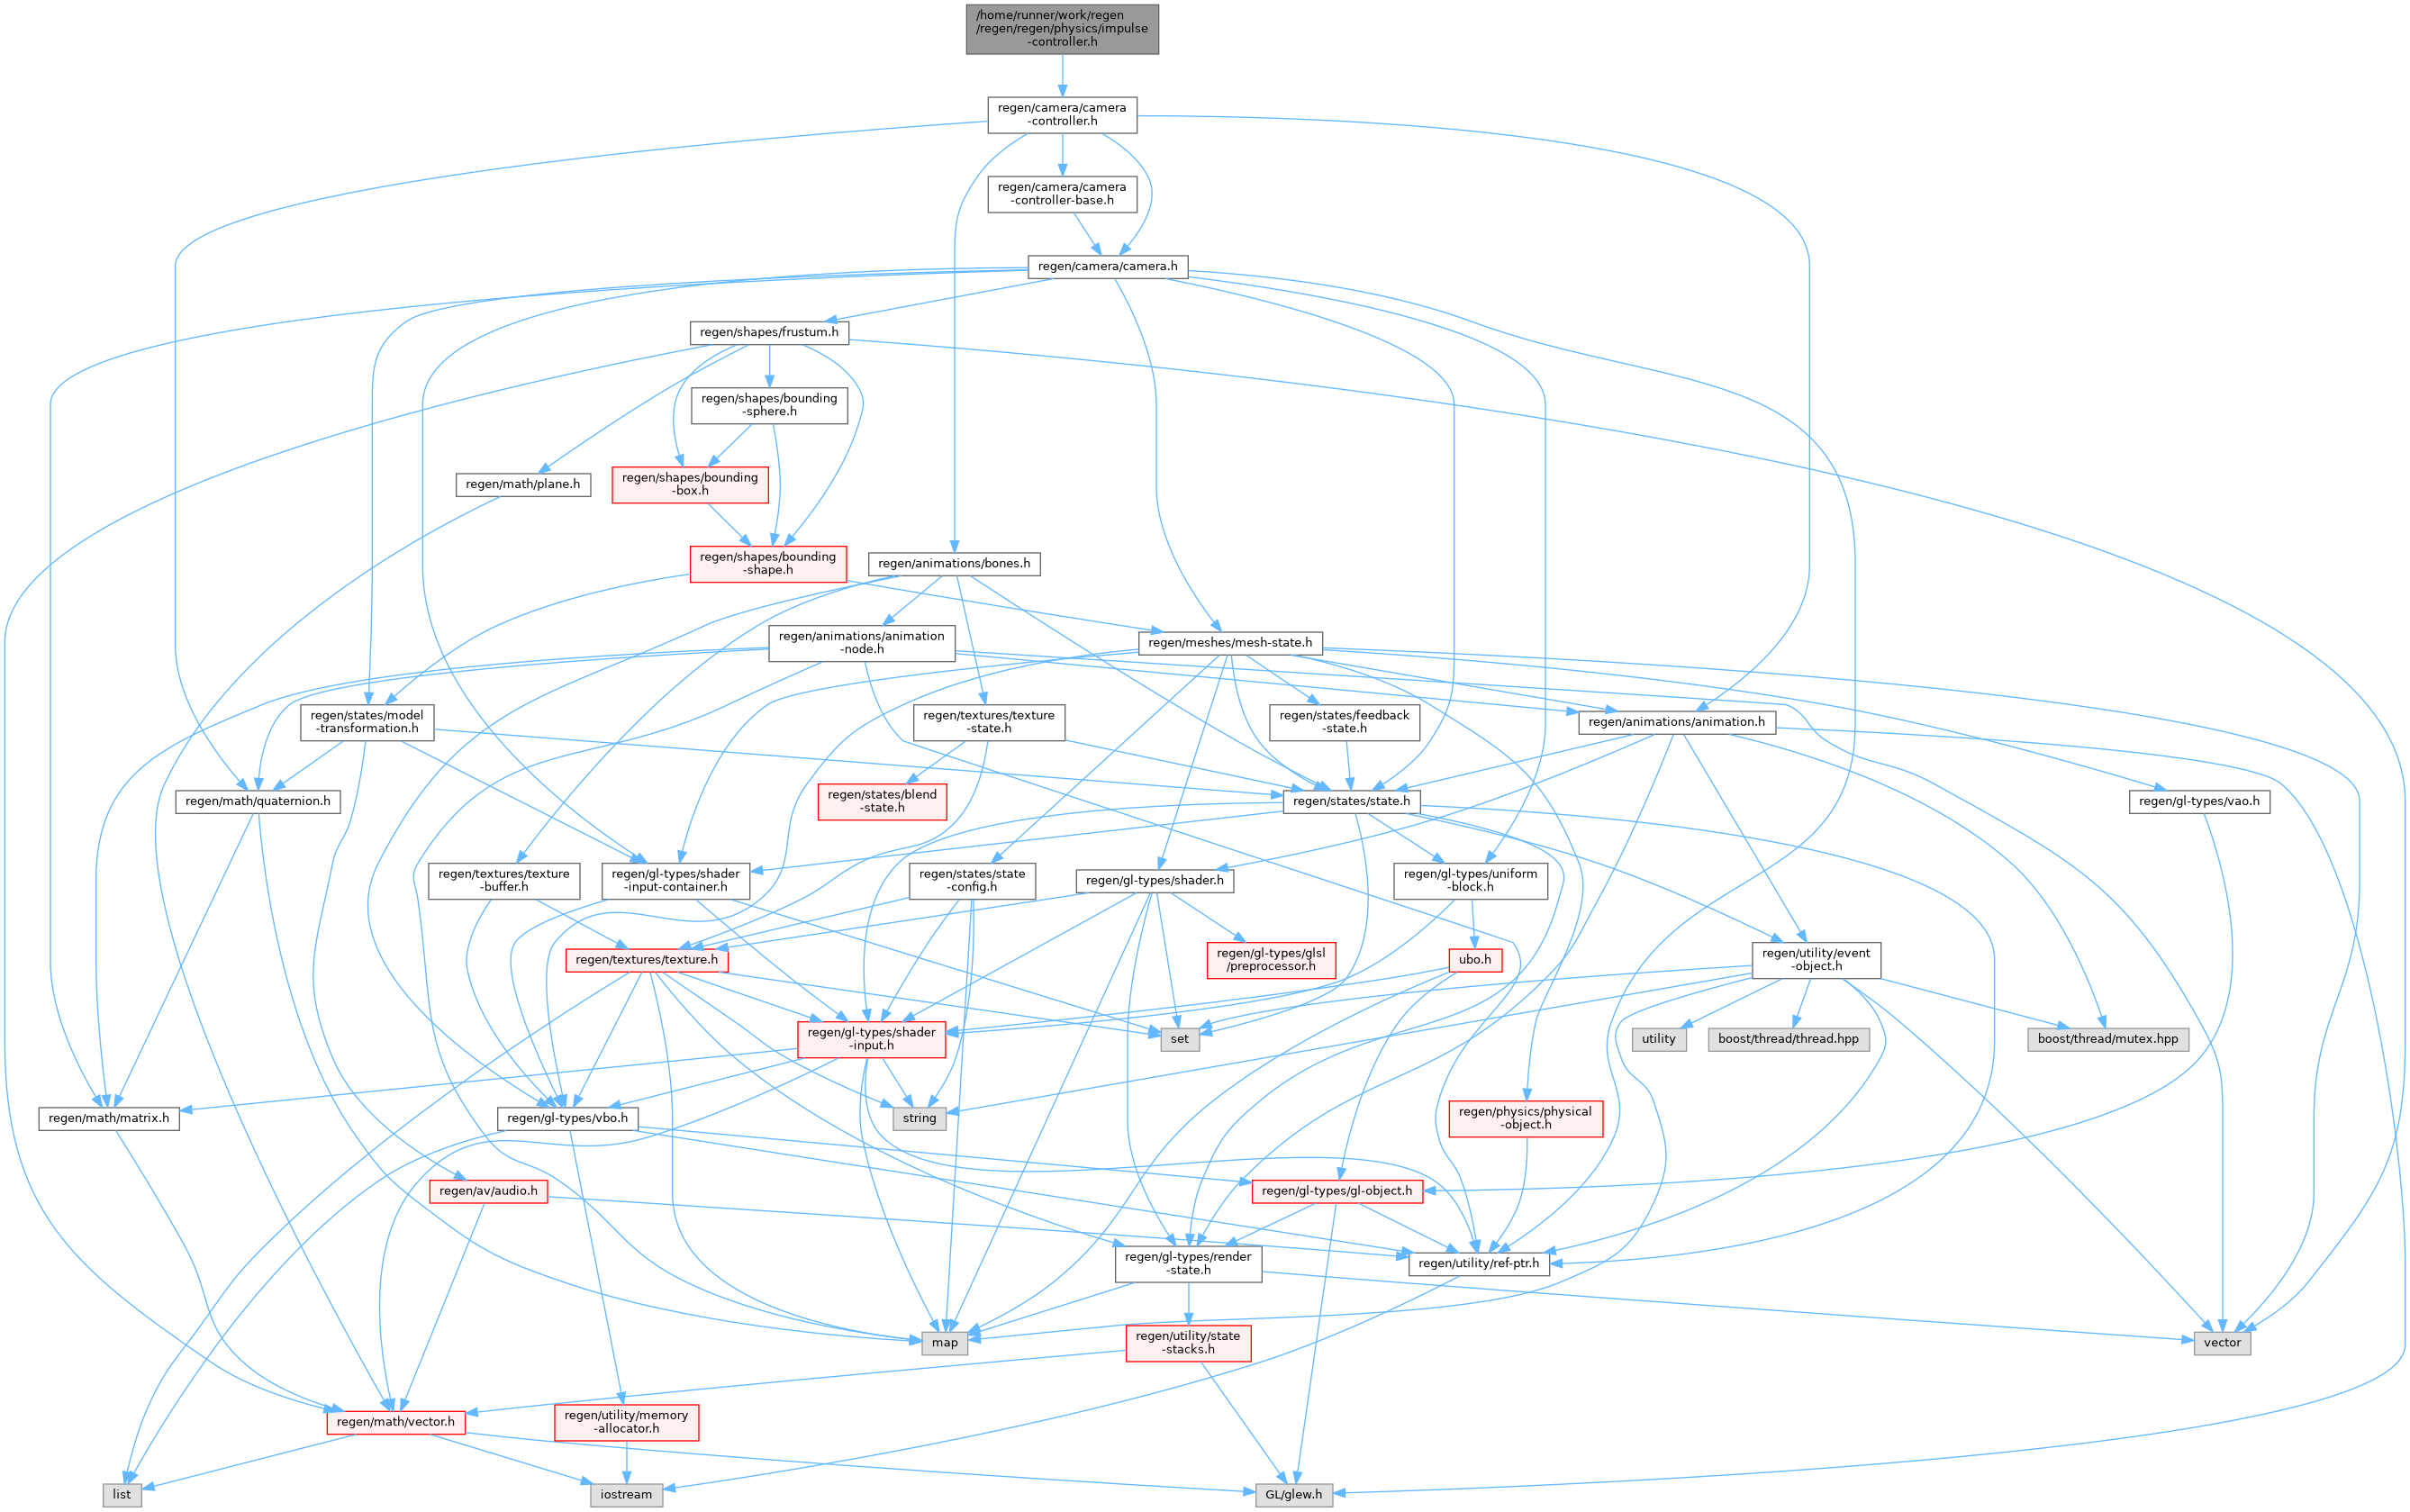 /home/runner/work/regen
/regen/regen/physics/impulse
-controller.h
regen/camera/camera
-controller.h
regen/camera/camera
-controller-base.h
regen/camera/camera.h
regen/shapes/frustum.h
regen/shapes/bounding
-sphere.h
regen/math/plane.h
regen/shapes/bounding
-box.h
regen/shapes/bounding
-shape.h
regen/animations/bones.h
regen/animations/animation
-node.h
regen/meshes/mesh-state.h
regen/states/model
-transformation.h
regen/textures/texture
-state.h
regen/states/feedback
-state.h
regen/animations/animation.h
regen/math/quaternion.h
regen/states/blend
-state.h
regen/states/state.h
regen/gl-types/vao.h
regen/textures/texture
-buffer.h
regen/gl-types/shader
-input-container.h
regen/states/state
-config.h
regen/gl-types/shader.h
regen/gl-types/uniform
-block.h
regen/textures/texture.h
regen/gl-types/glsl
/preprocessor.h
ubo.h
regen/utility/event
-object.h
regen/gl-types/shader
-input.h
set
utility
boost/thread/thread.hpp
boost/thread/mutex.hpp
regen/math/matrix.h
regen/gl-types/vbo.h
string
regen/physics/physical
-object.h
regen/av/audio.h
regen/gl-types/gl-object.h
regen/gl-types/render
-state.h
regen/utility/ref-ptr.h
map
regen/utility/state
-stacks.h
vector
regen/math/vector.h
regen/utility/memory
-allocator.h
list
iostream
GL/glew.h